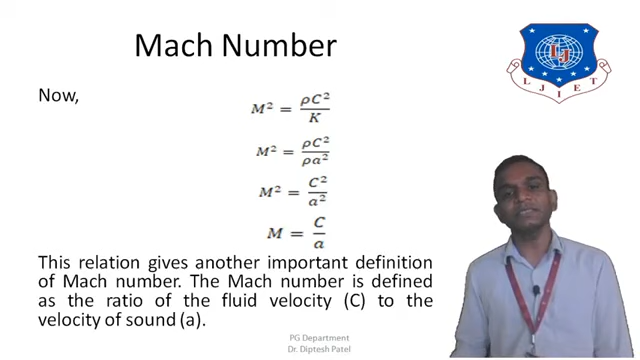 Mach Number
Now,
M² = ρC² / K
M² = ρC² / ρa²
M² = C² / a²
M = C / a
This relation gives another important definition
of Mach number. The Mach number is defined
as the ratio of the fluid velocity (C) to the
velocity of sound (a).
PG Department
Dr. Diptesh Patel
LJ
LJIET